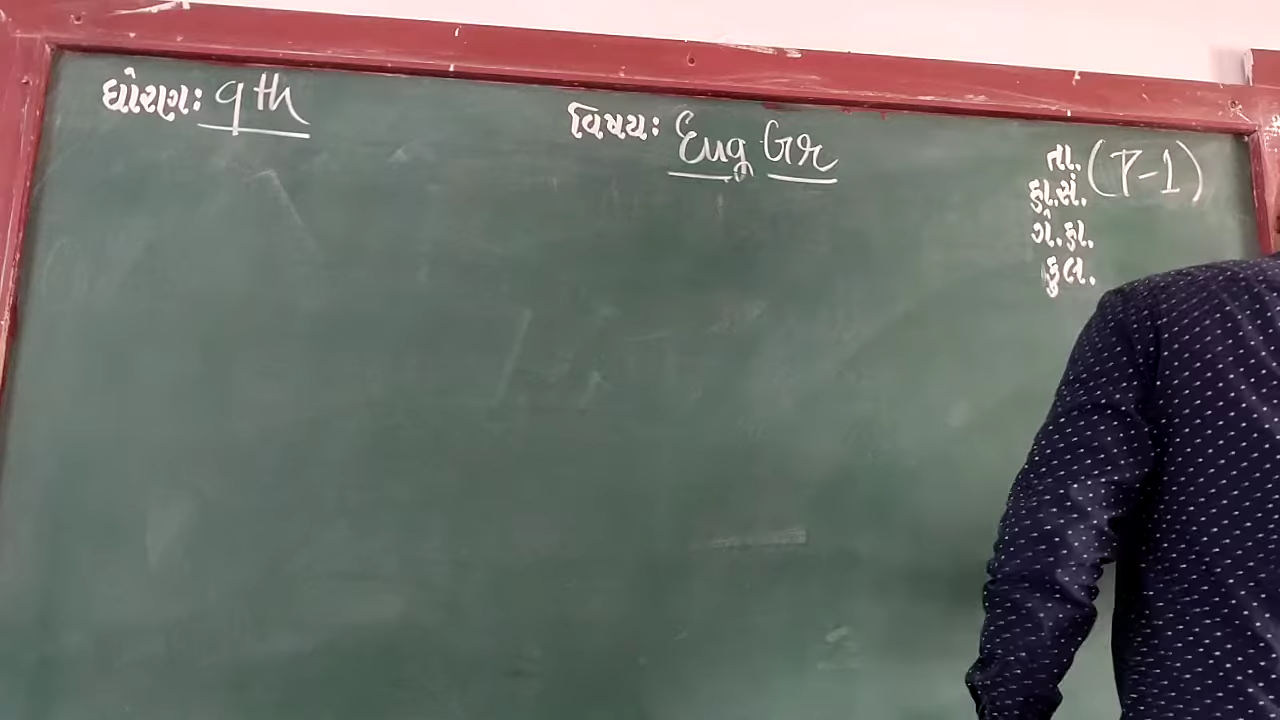 ધોરણ: 9th
વિષય: Eng Gr
તા. (P-1)
હા.સં.
ગે.હા.
કુલ.